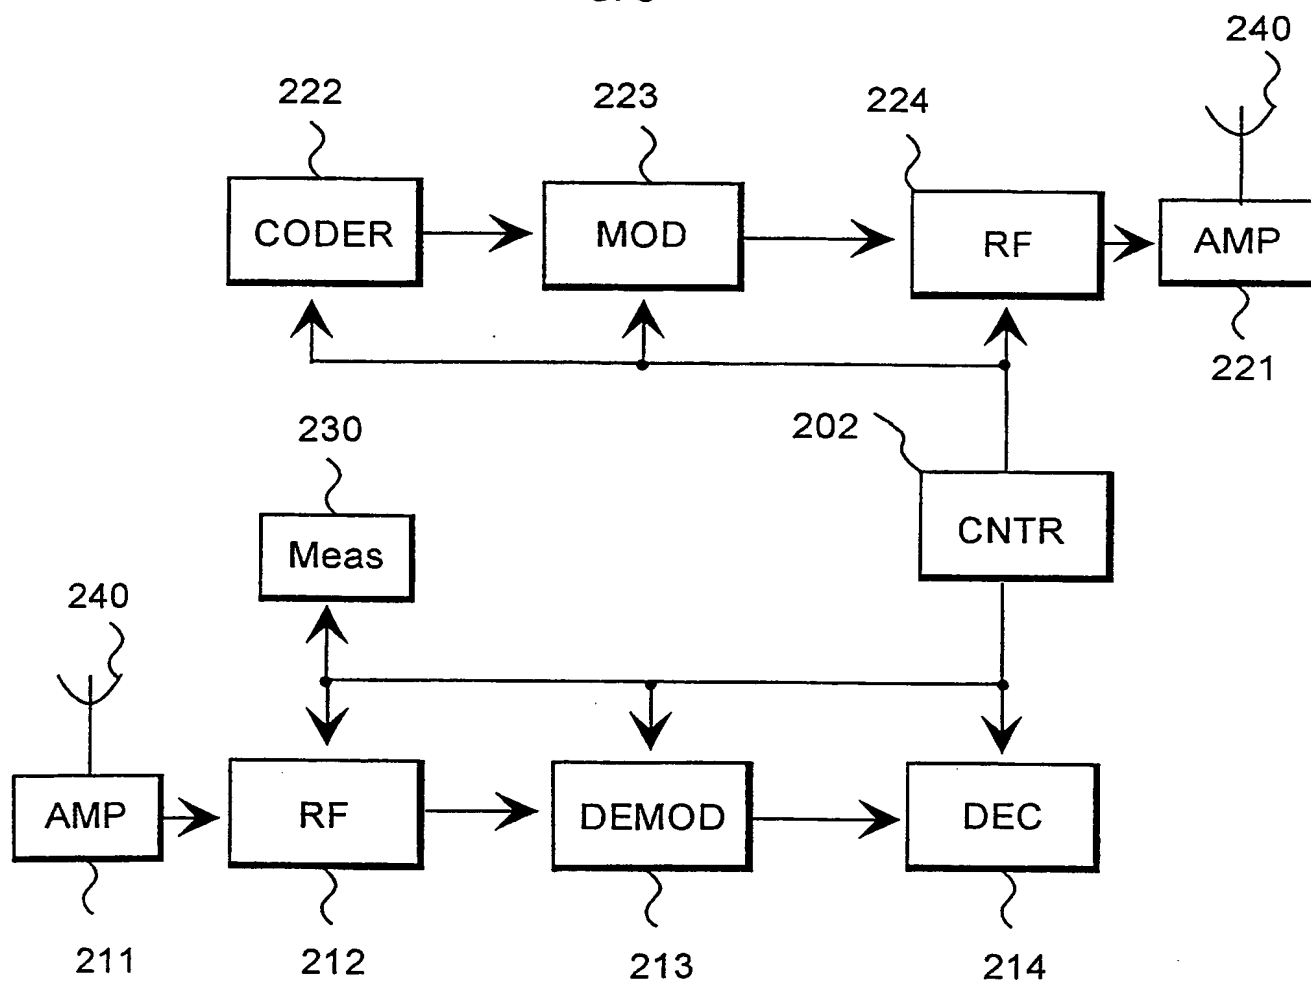 240
222
223
224
CODER
MOD
RF
AMP
221
230
202
CNTR
Meas
240
AMP
RF
DEMOD
DEC
211
212
213
214